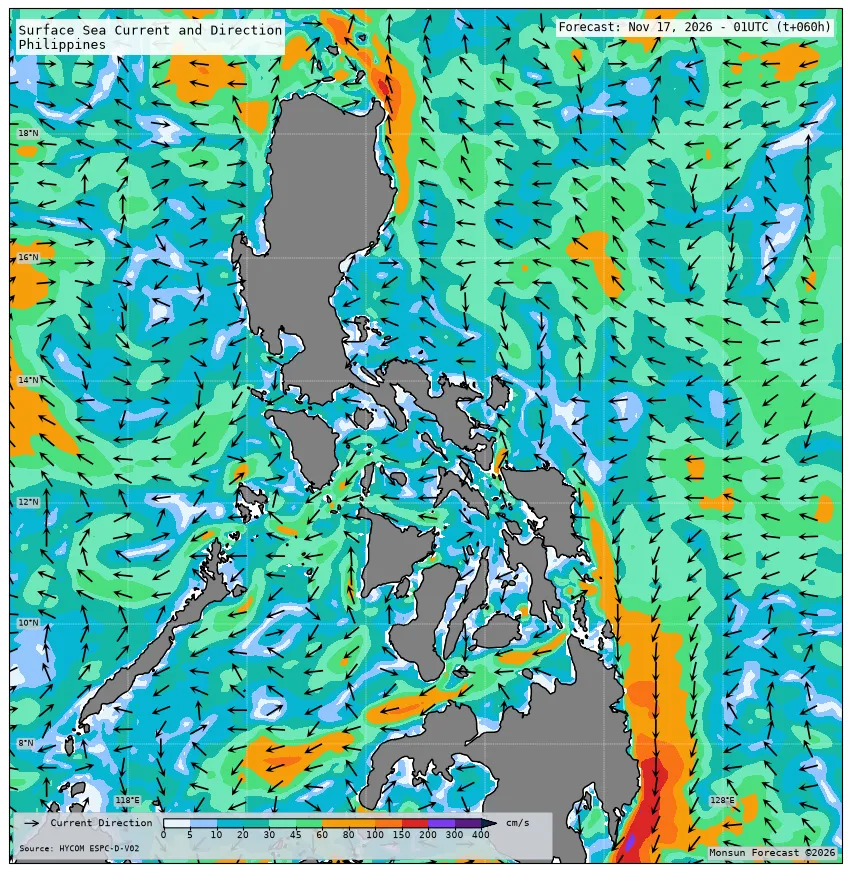 Surface Sea Current and Direction
Philippines
Forecast: Nov 17, 2026 - 01UTC (t+060h)
18°N
16°N
14°N
12°N
10°N
8°N
118°E
128°E
Current Direction
0 5 10 20 30 45 60 80 100 150 200 300 400 cm/s
Source: HYCOM ESPC-D-V02
Monsun Forecast ©2026